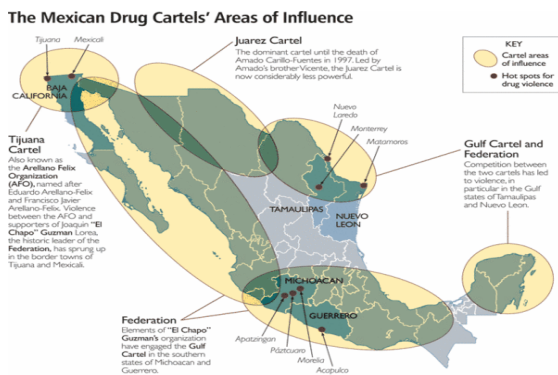 The Mexican Drug Cartels' Areas of Influence
Tijuana
Mexicali
BAJA
CALIFORNIA
Juarez Cartel
The dominant cartel until the death of
Amado Carillo-Fuentes in 1997. Led by
Amado's brother Vicente, the Juarez Cartel is
now considerably less powerful.
KEY
Cartel areas
of influence
Hot spots for
drug violence
Tijuana
Cartel
Also known as
the Arellano Felix
Organization
(AFO), named after
Eduardo Arellano-Felix
and Francisco Javier
Arellano-Felix. Violence
between the AFO and
supporters of Joaquin "El
Chapo" Guzman Lorea,
the historic leader of the
Federation, has sprung up
in the border towns of
Tijuana and Mexicali.
Nuevo
Laredo
Monterrey
Matamoros
Gulf Cartel and
Federation
Competition between
the two cartels has led
to violence, in
particular in the Gulf
states of Tamaulipas
and Nuevo Leon.
TAMAULIPAS
NUEVO
LEON
MICHOACAN
GUERRERO
Federation
Elements of "El Chapo"
Guzman's organization
have engaged the Gulf
Cartel in the southern
states of Michoacan and
Guerrero.
Apatzingan
Pátzcuaro
Morelia
Acapulco